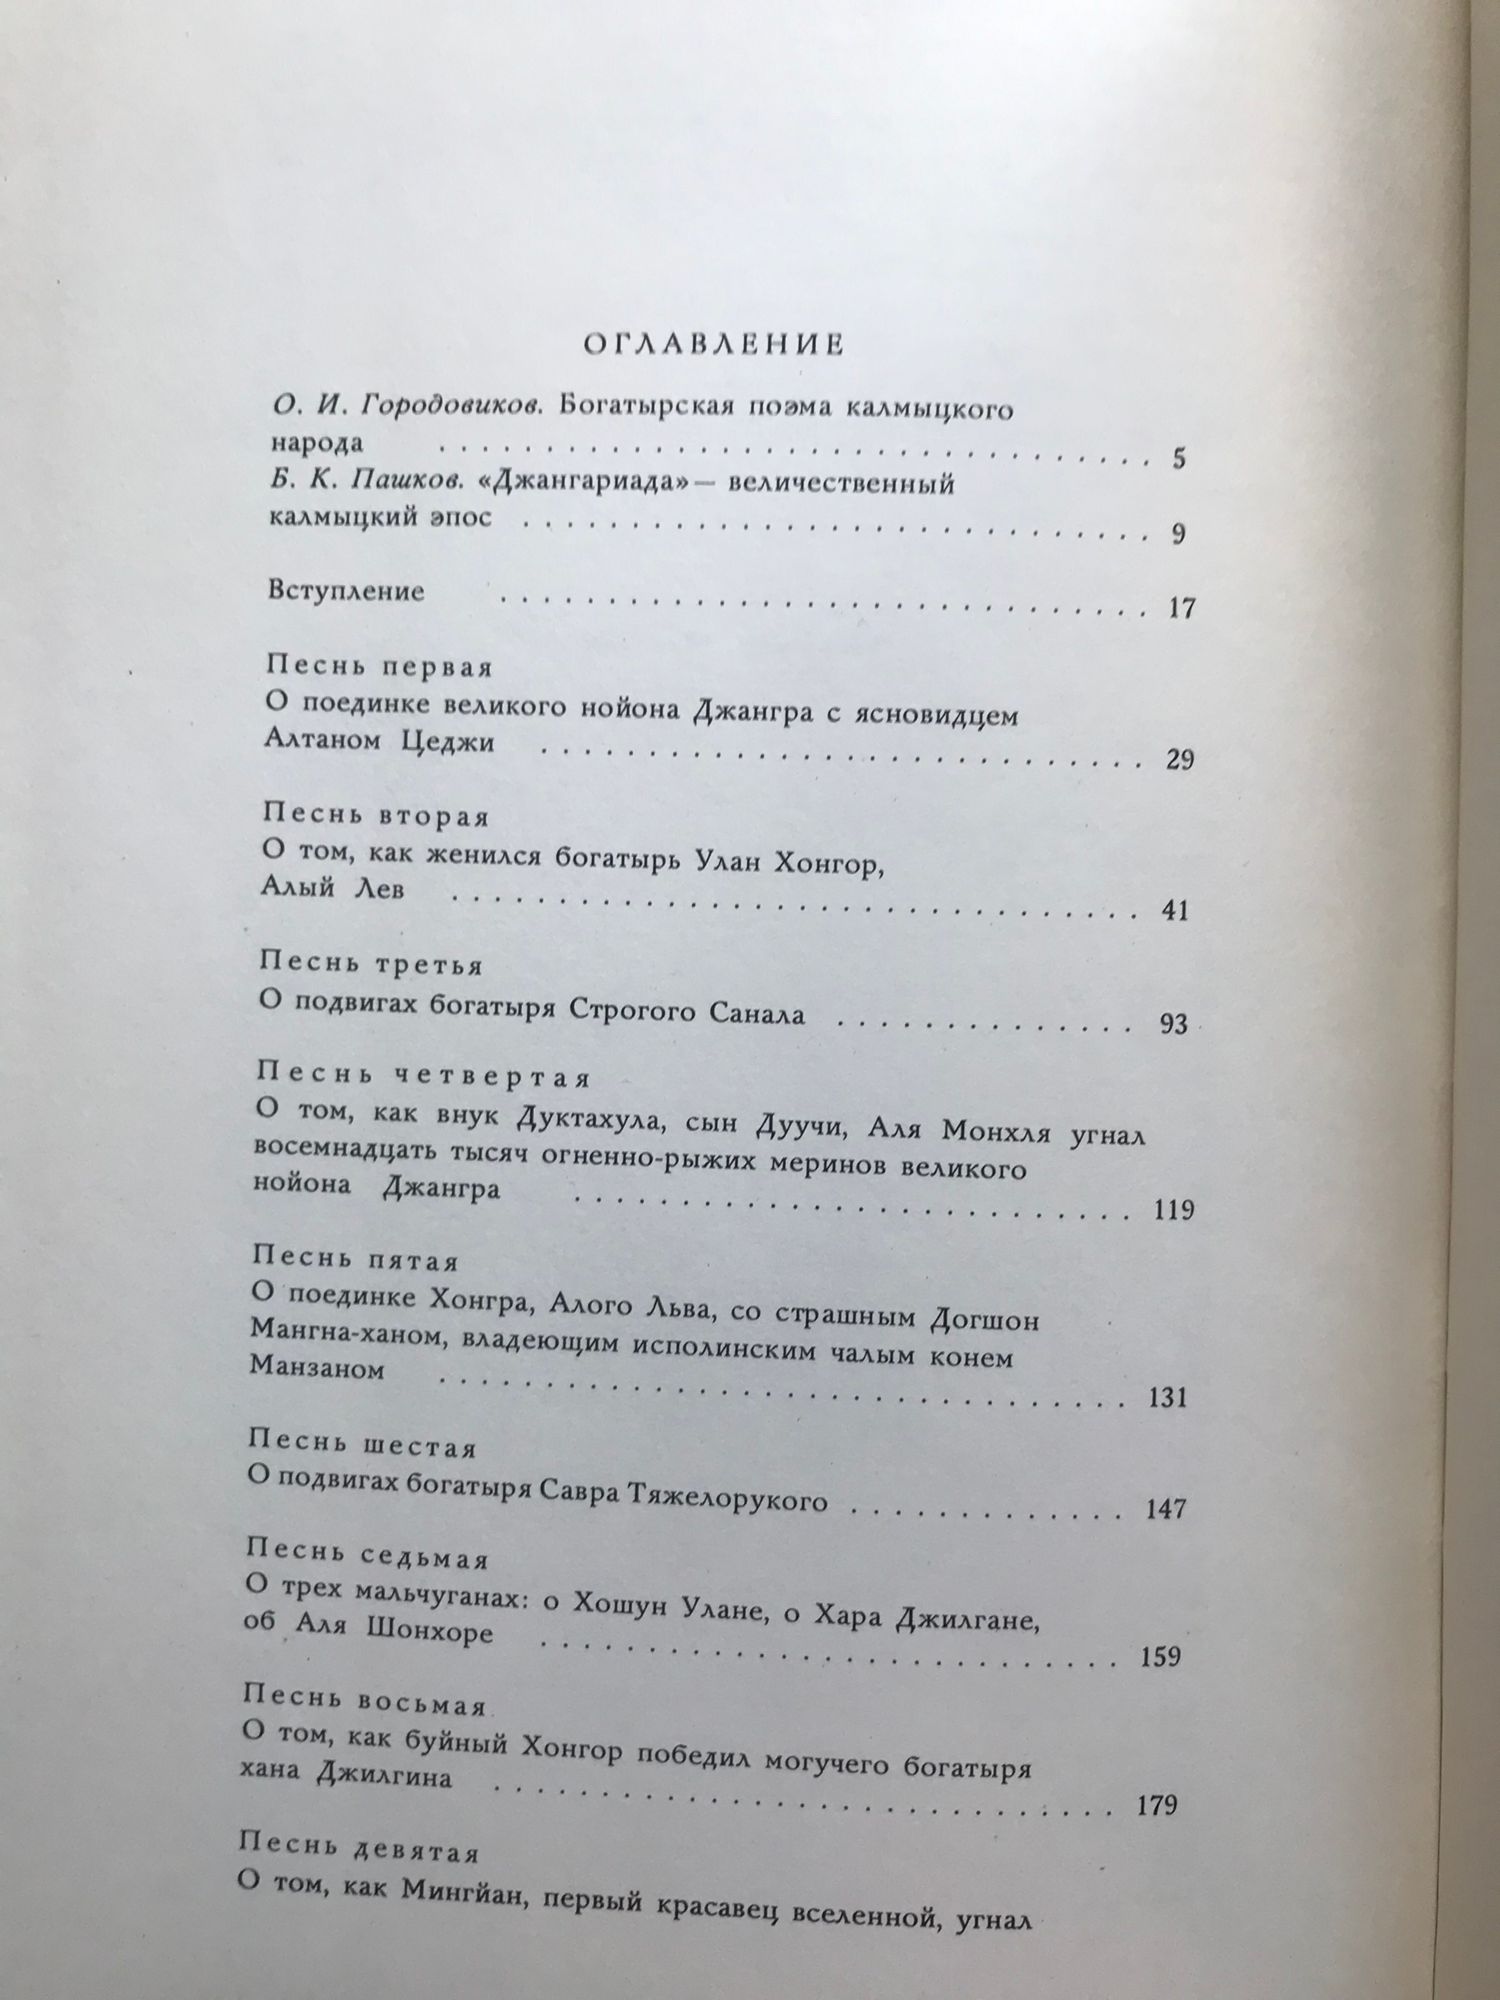 ОГЛАВЛЕНИЕ
О. И. Городовиков. Богатырская поэма калмыцкого
народа . . . . . . . . . . . . . . . . . . . . . . . . . . . 5
Б. К. Пашков. «Джангариада» — величественный
калмыцкий эпос . . . . . . . . . . . . . . . . . . . . . . . . 9
Вступление . . . . . . . . . . . . . . . . . . . . . . . . . 17
Песнь первая
О поединке великого нойона Джангра с ясновидцем
Алтаном Цеджи . . . . . . . . . . . . . . . . . . . . . . . 29
Песнь вторая
О том, как женился богатырь Улан Хонгор,
Алый Лев . . . . . . . . . . . . . . . . . . . . . . . . . . 41
Песнь третья
О подвигах богатыря Строгого Санала . . . . . . . . . . . . 93
Песнь четвертая
О том, как внук Дуктахула, сын Дуучи, Аля Монхля угнал
восемнадцать тысяч огненно-рыжих меринов великого
нойона Джангра . . . . . . . . . . . . . . . . . . . . . 119
Песнь пятая
О поединке Хонгра, Алого Льва, со страшным Догшон
Мангна-ханом, владеющим исполинским чалым конем
Манзаном . . . . . . . . . . . . . . . . . . . . . . . . . . 131
Песнь шестая
О подвигах богатыря Савра Тяжелорукого . . . . . . . . . . . 147
Песнь седьмая
О трех мальчуганах: о Хошун Улане, о Хара Джилгане,
об Аля Шонхоре . . . . . . . . . . . . . . . . . . . . . . 159
Песнь восьмая
О том, как буйный Хонгор победил могучего богатыря
хана Джилгина . . . . . . . . . . . . . . . . . . . . . . . . 179
Песнь девятая
О том, как Мингйан, первый красавец вселенной, угнал